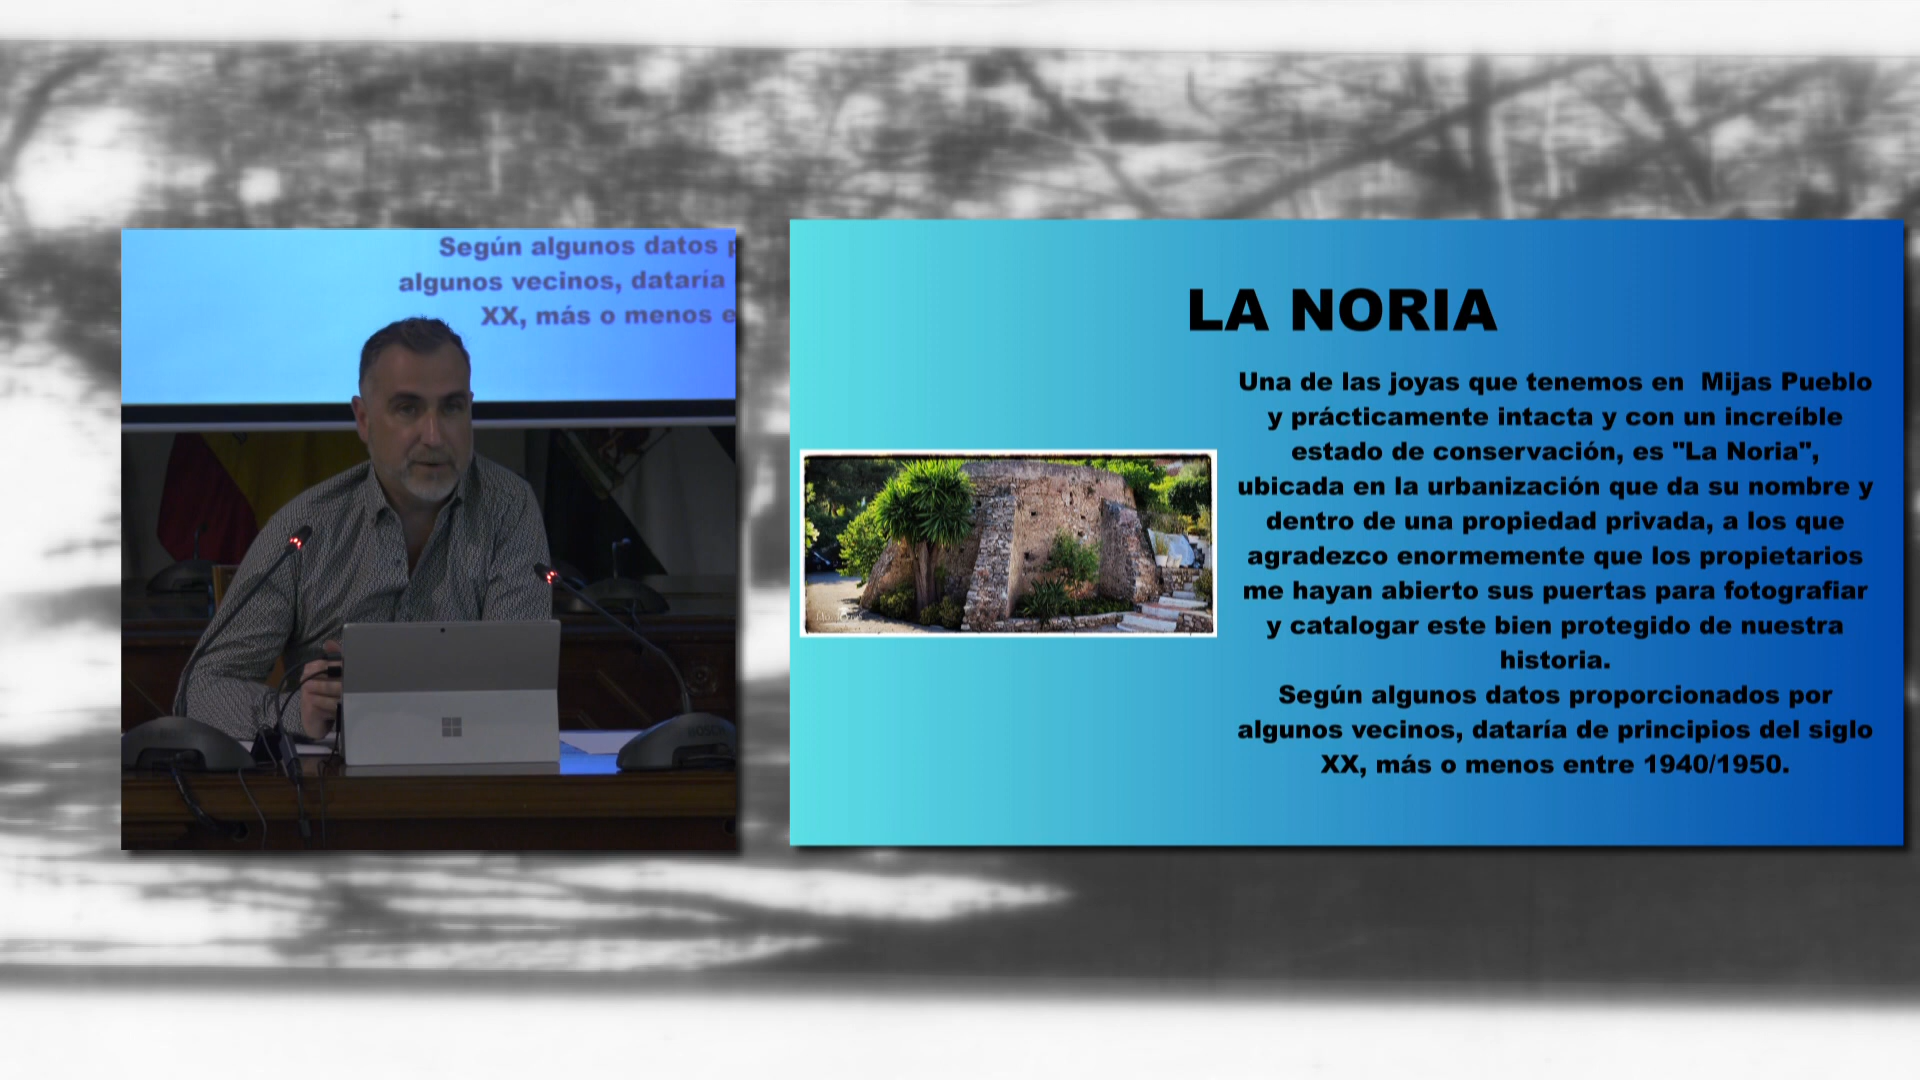 Según algunos datos
algunos vecinos, dataría
XX, más o menos e
BOSCH
LA NORIA
Una de las joyas que tenemos en Mijas Pueblo
y prácticamente intacta y con un increíble
estado de conservación, es "La Noria",
ubicada en la urbanización que da su nombre y
dentro de una propiedad privada, a los que
agradezco enormemente que los propietarios
me hayan abierto sus puertas para fotografiar
y catalogar este bien protegido de nuestra
historia.
Según algunos datos proporcionados por
algunos vecinos, dataría de principios del siglo
XX, más o menos entre 1940/1950.